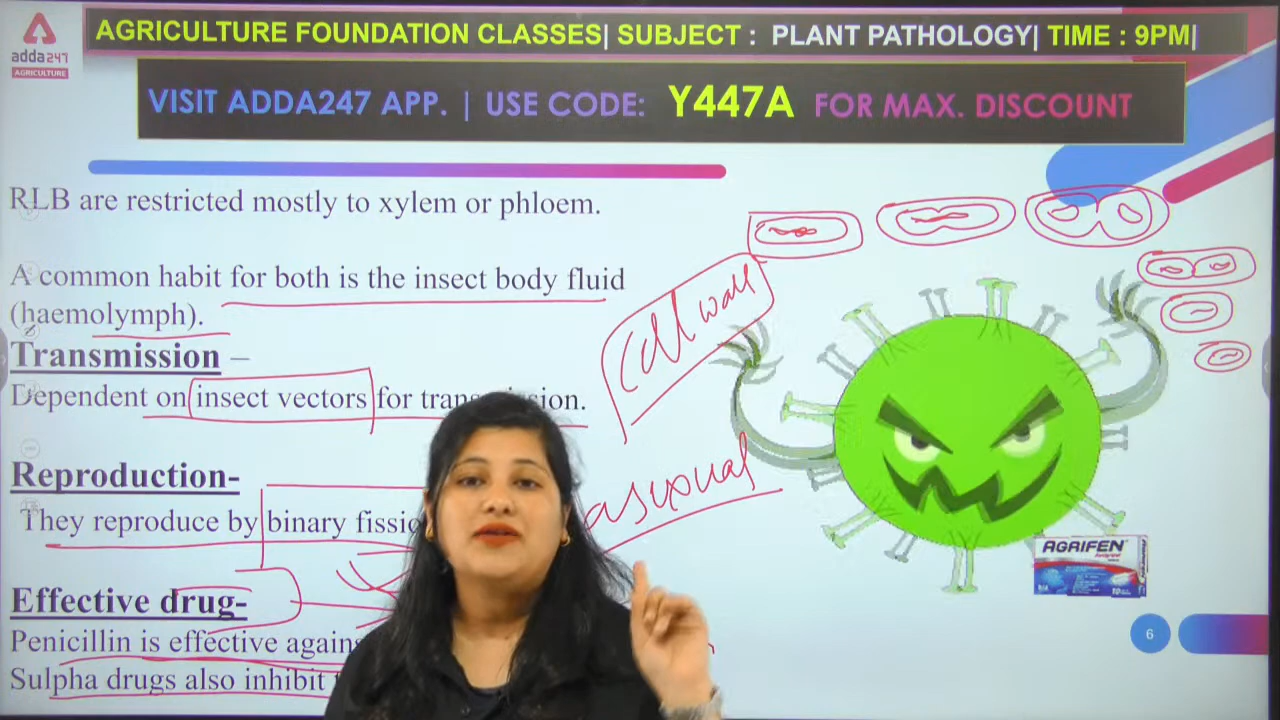 AGRICULTURE FOUNDATION CLASSES| SUBJECT : PLANT PATHOLOGY| TIME : 9PM|
adda247
AGRICULTURE
VISIT ADDA247 APP. | USE CODE: Y447A FOR MAX. DISCOUNT
RLB are restricted mostly to xylem or phloem.
A common habit for both is the insect body fluid
(haemolymph).
Cell wall
Transmission –
Dependent on insect vectors for transmission.
Reproduction-
They reproduce by binary fissio
asexual
AGRIFEN
Effective drug-
Penicillin is effective agains
Sulpha drugs also inhibit
6